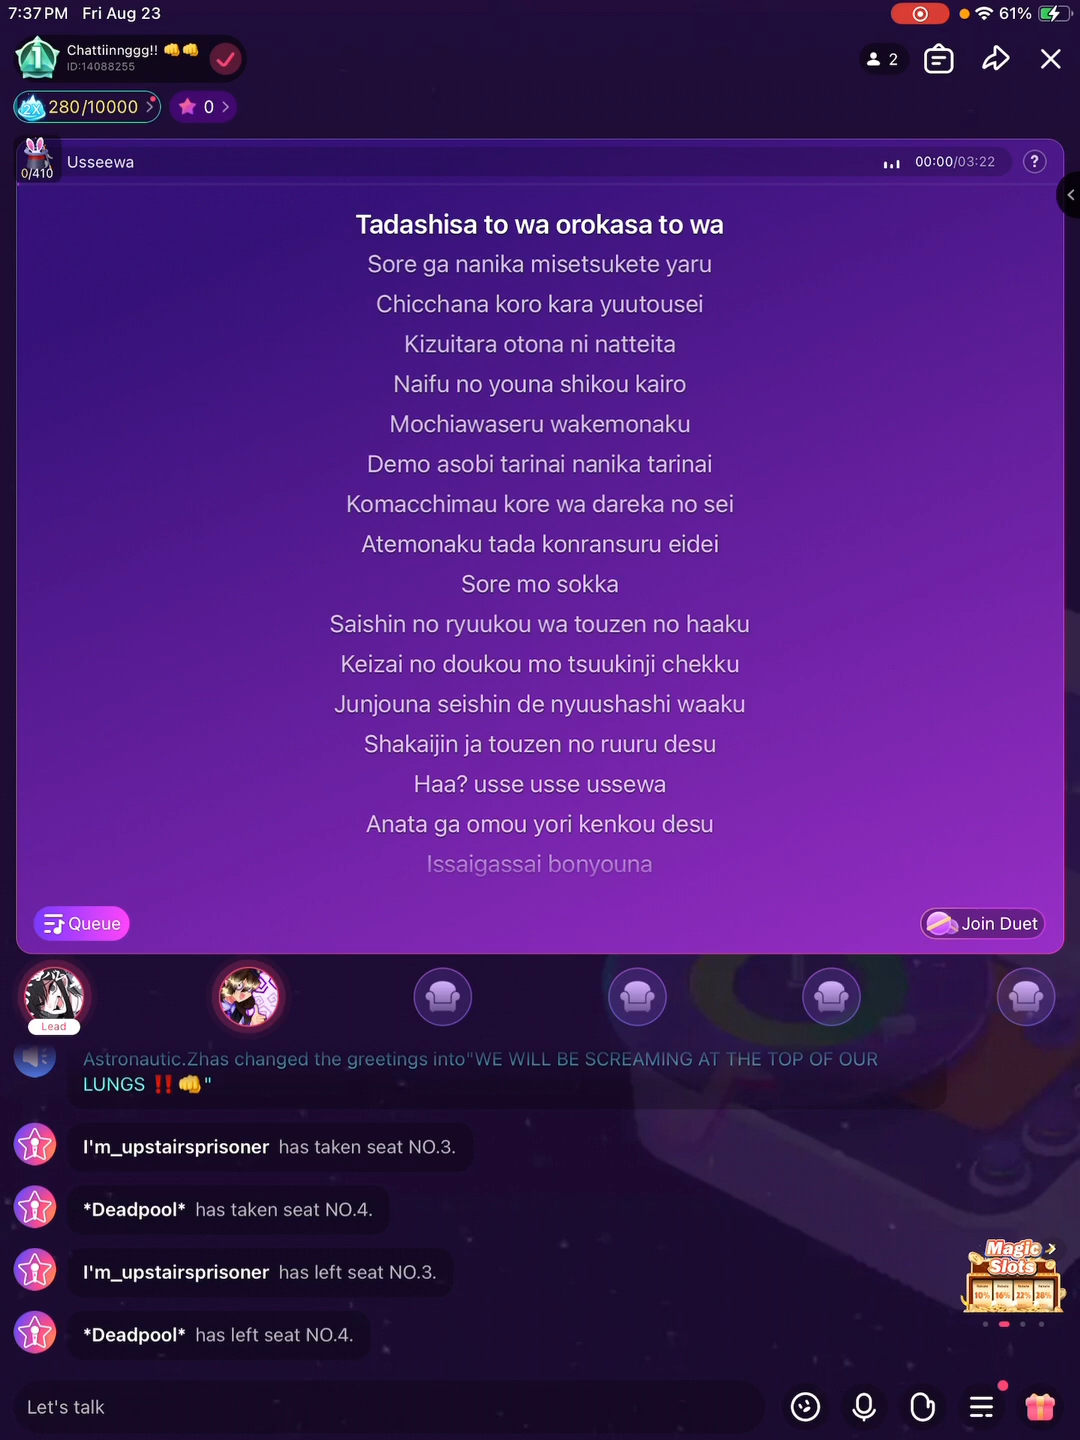 7:37 PM Fri Aug 23 61%
Chattiinnggg!! 👊👊
ID:14088255
2
1
2X 280/10000 0
Usseewa 00:00/03:22 ?
0/410
Tadashisa to wa orokasa to wa
Sore ga nanika misetsukete yaru
Chicchana koro kara yuutousei
Kizuitara otona ni natteita
Naifu no youna shikou kairo
Mochiawaseru wakemonaku
Demo asobi tarinai nanika tarinai
Komacchimau kore wa dareka no sei
Atemonaku tada konransuru eidei
Sore mo sokka
Saishin no ryuukou wa touzen no haaku
Keizai no doukou mo tsuukinji chekku
Junjouna seishin de nyuushashi waaku
Shakaijin ja touzen no ruuru desu
Haa? usse usse ussewa
Anata ga omou yori kenkou desu
Issaigassai bonyouna
Queue Join Duet
Lead
Astronautic.Zhas changed the greetings into"WE WILL BE SCREAMING AT THE TOP OF OUR
LUNGS ‼️👊"
I'm_upstairsprisoner has taken seat NO.3.
*Deadpool* has taken seat NO.4.
I'm_upstairsprisoner has left seat NO.3.
*Deadpool* has left seat NO.4.
Magic
Slots
10% 16% 22% 28%
Let's talk